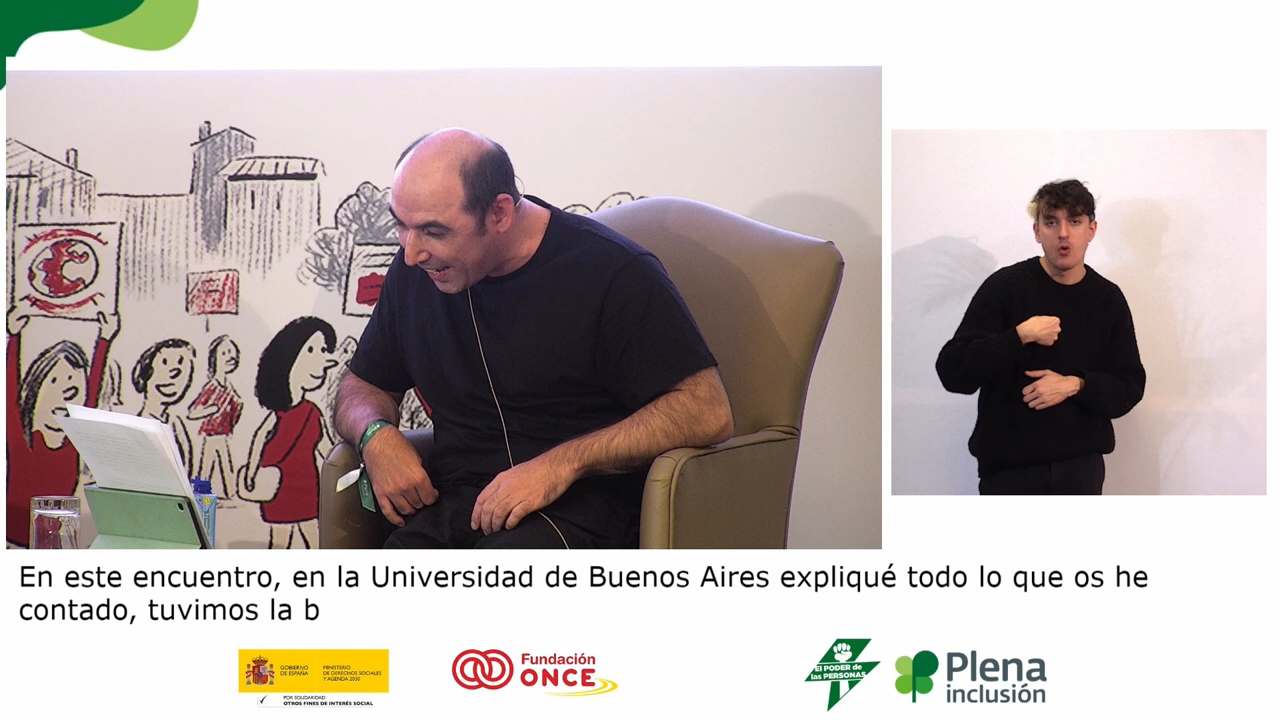 En este encuentro, en la Universidad de Buenos Aires expliqué todo lo que os he
contado, tuvimos la b
GOBIERNO
DE ESPAÑA
MINISTERIO
DE DERECHOS SOCIALES
Y AGENDA 2030
POR SOLIDARIDAD
OTROS FINES DE INTERÉS SOCIAL
Fundación
ONCE
El PODER de
las PERSONAS
Plena
inclusión